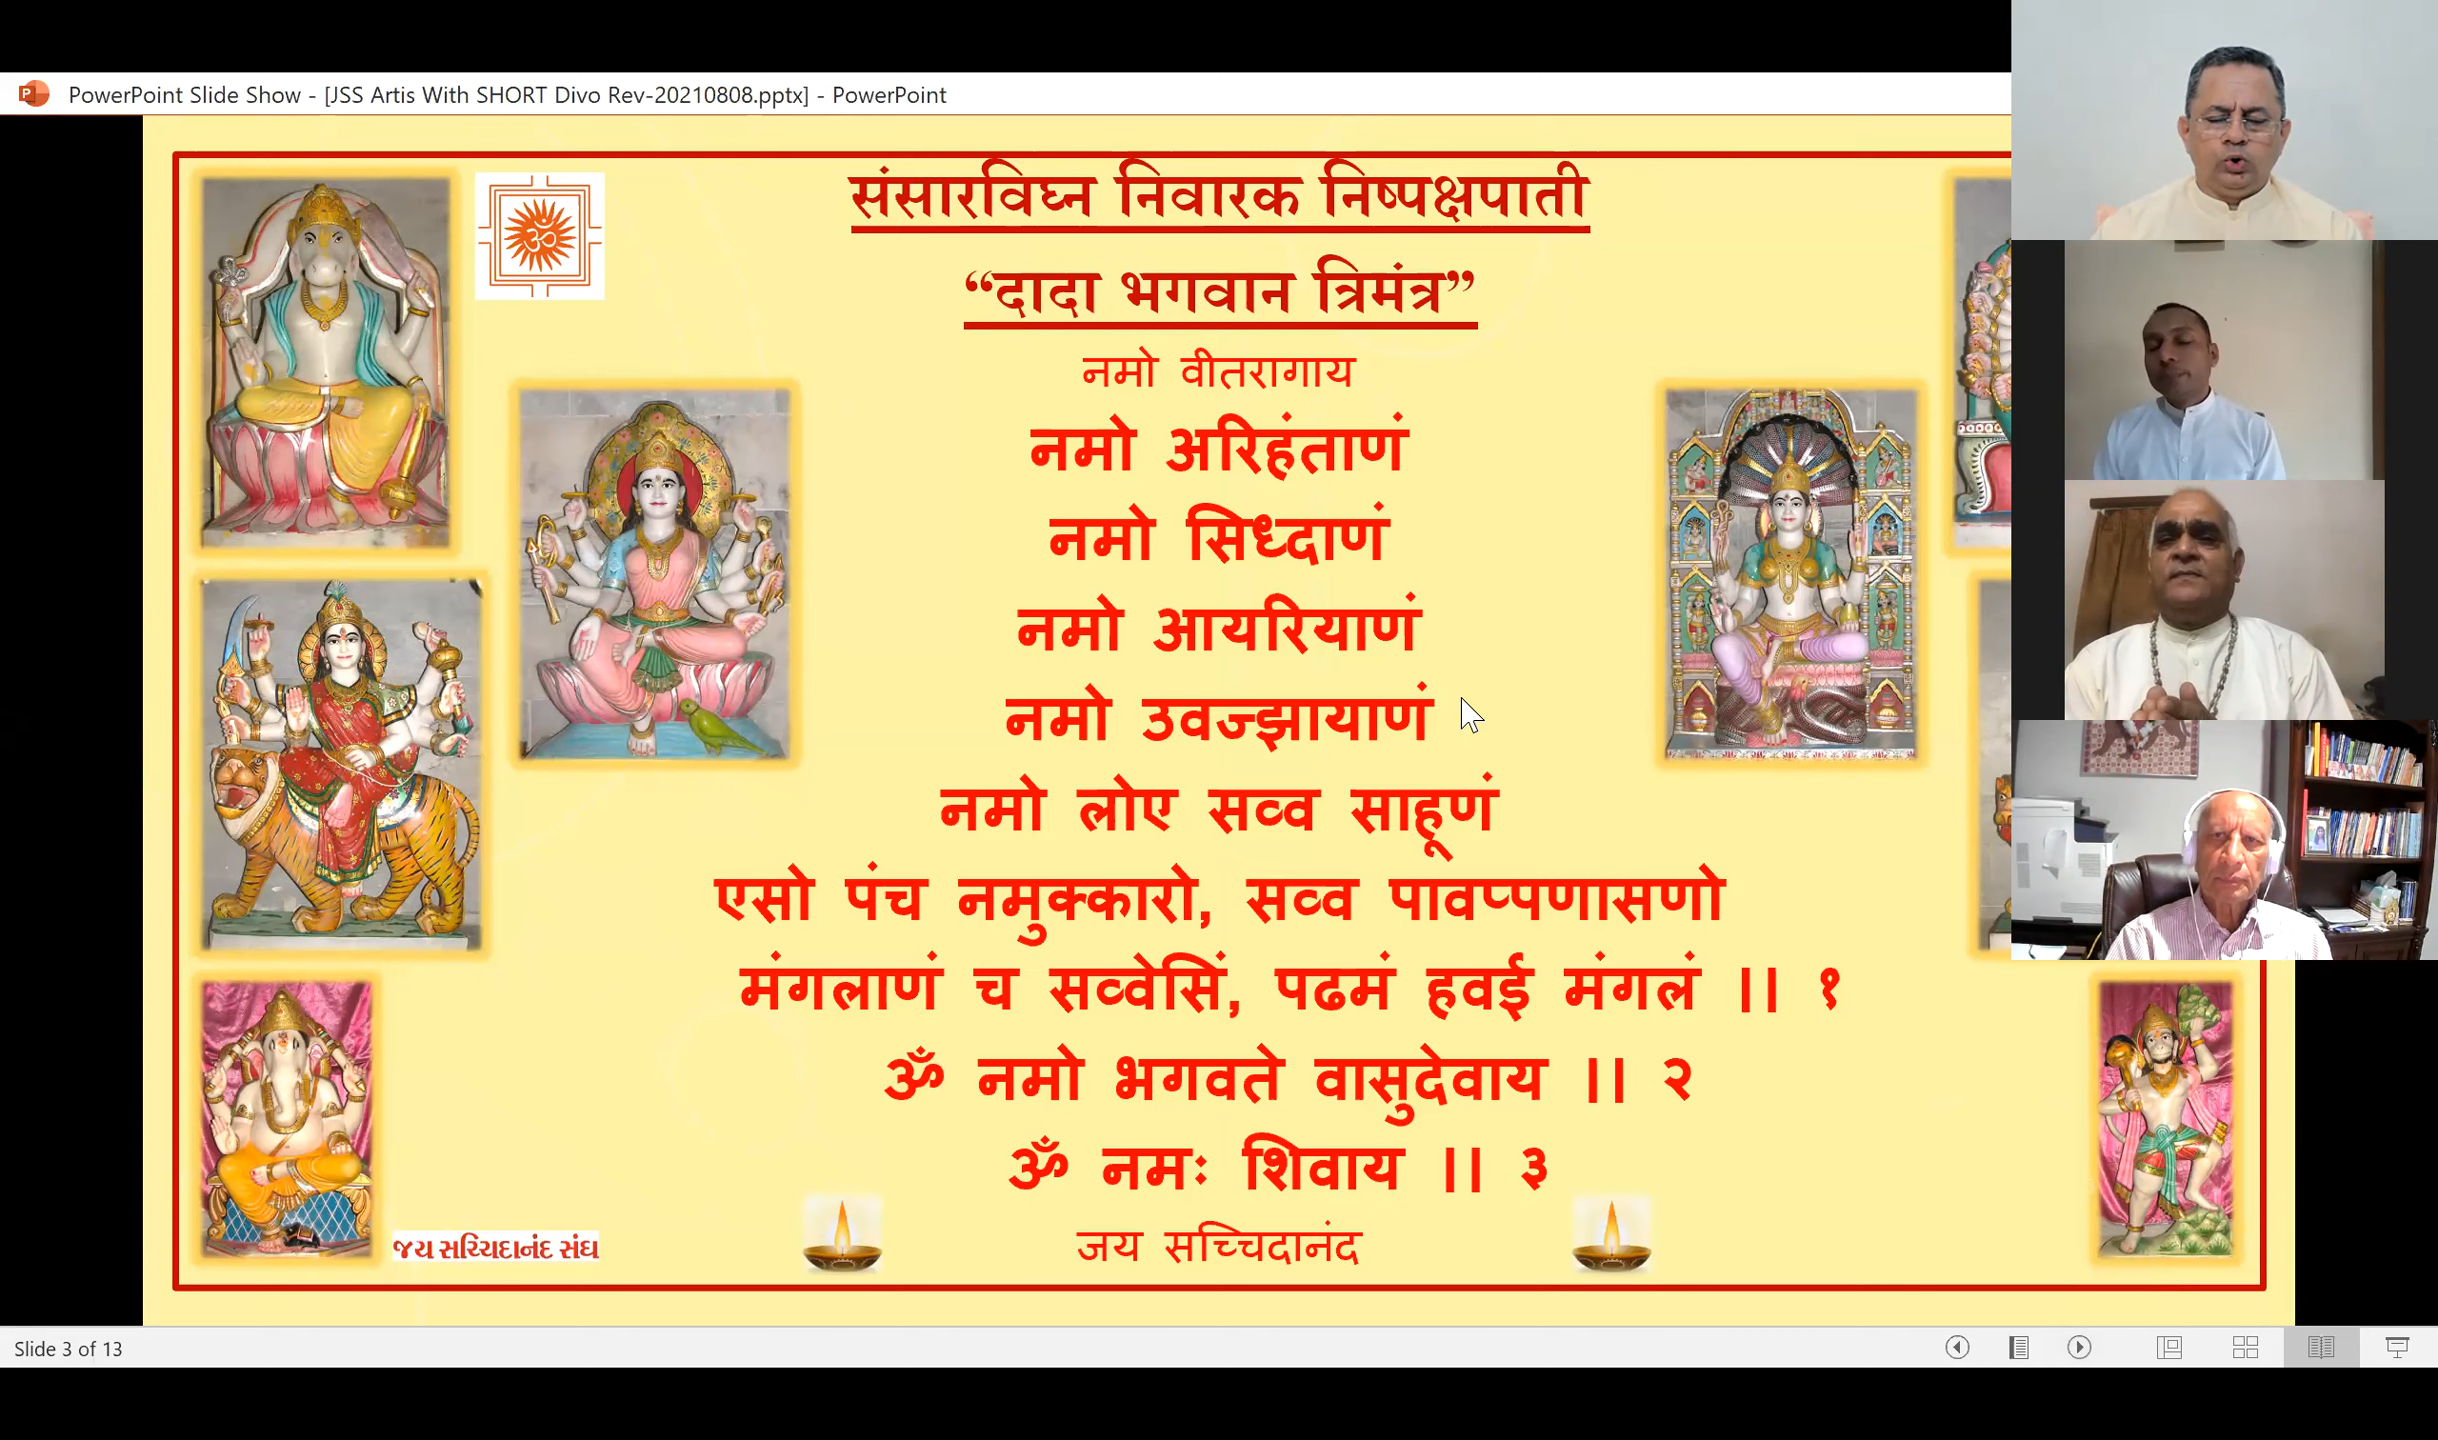 PowerPoint Slide Show - [JSS Artis With SHORT Divo Rev-20210808.pptx] - PowerPoint
संसारविघ्न निवारक निष्पक्षपाती
“दादा भगवान त्रिमंत्र”
नमो वीतरागाय
नमो अरिहंताणं
नमो सिध्दाणं
नमो आयरियाणं
नमो उवज्झायाणं
नमो लोए सव्व साहूणं
एसो पंच नमुक्कारो, सव्व पावप्पणासणो
मंगलाणं च सव्वेसिं, पढमं हवई मंगलं ।। १
ॐ नमो भगवते वासुदेवाय ।। २
ॐ नमः शिवाय ।। ३
जय सच्चिदानंद
જય સચ્ચિદાનંદ સંઘ
Slide 3 of 13